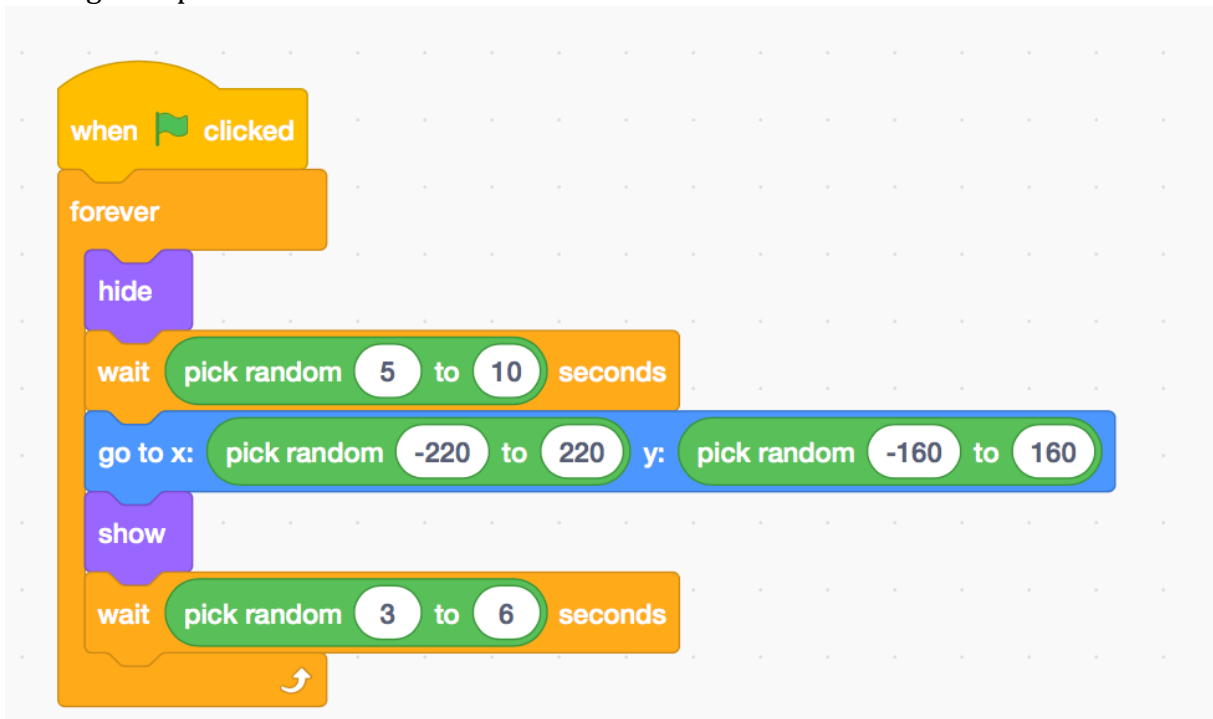 when clicked
forever
hide
wait pick random 5 to 10 seconds
go to x: pick random -220 to 220 y: pick random -160 to 160
show
wait pick random 3 to 6 seconds